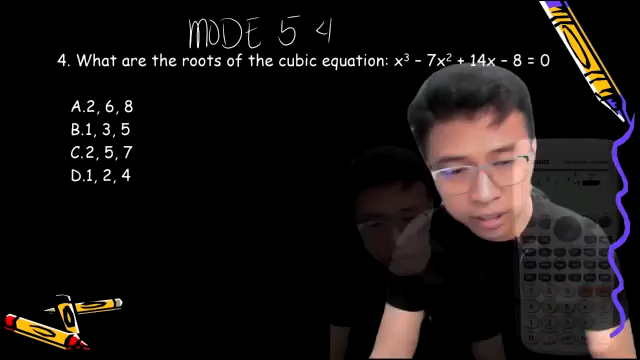 MODE 5 4
4. What are the roots of the cubic equation: x³ - 7x² + 14x - 8 = 0
A.2, 6, 8
B.1, 3, 5
C.2, 5, 7
D.1, 2, 4